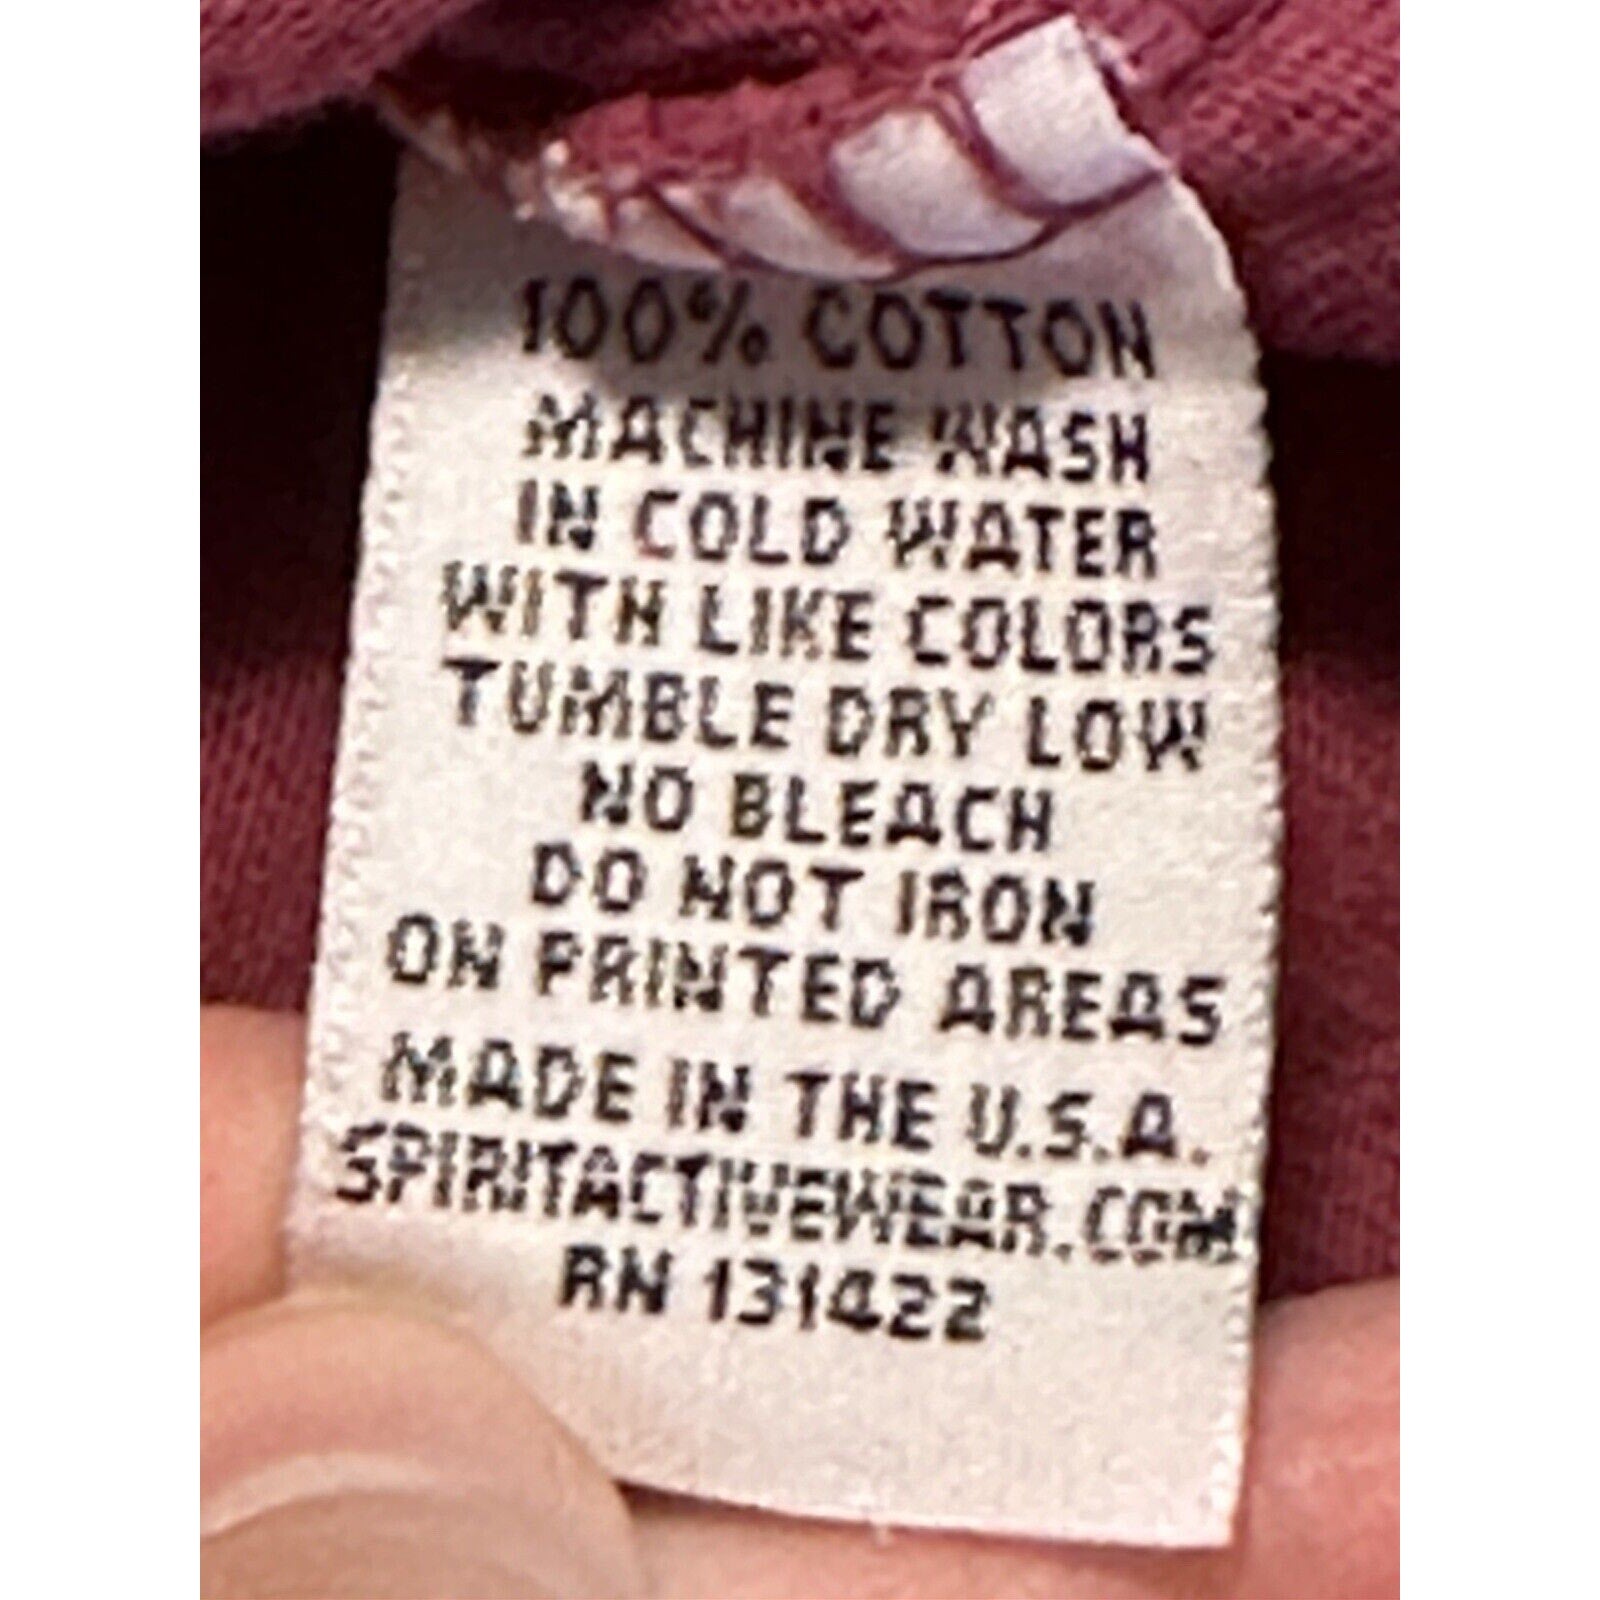 100% COTTON
MACHINE WASH
IN COLD WATER
WITH LIKE COLORS
TUMBLE DRY LOW
NO BLEACH
DO NOT IRON
ON PRINTED AREAS
MADE IN THE U.S.A.
SPIRITACTIVEWEAR.COM
RN 131422